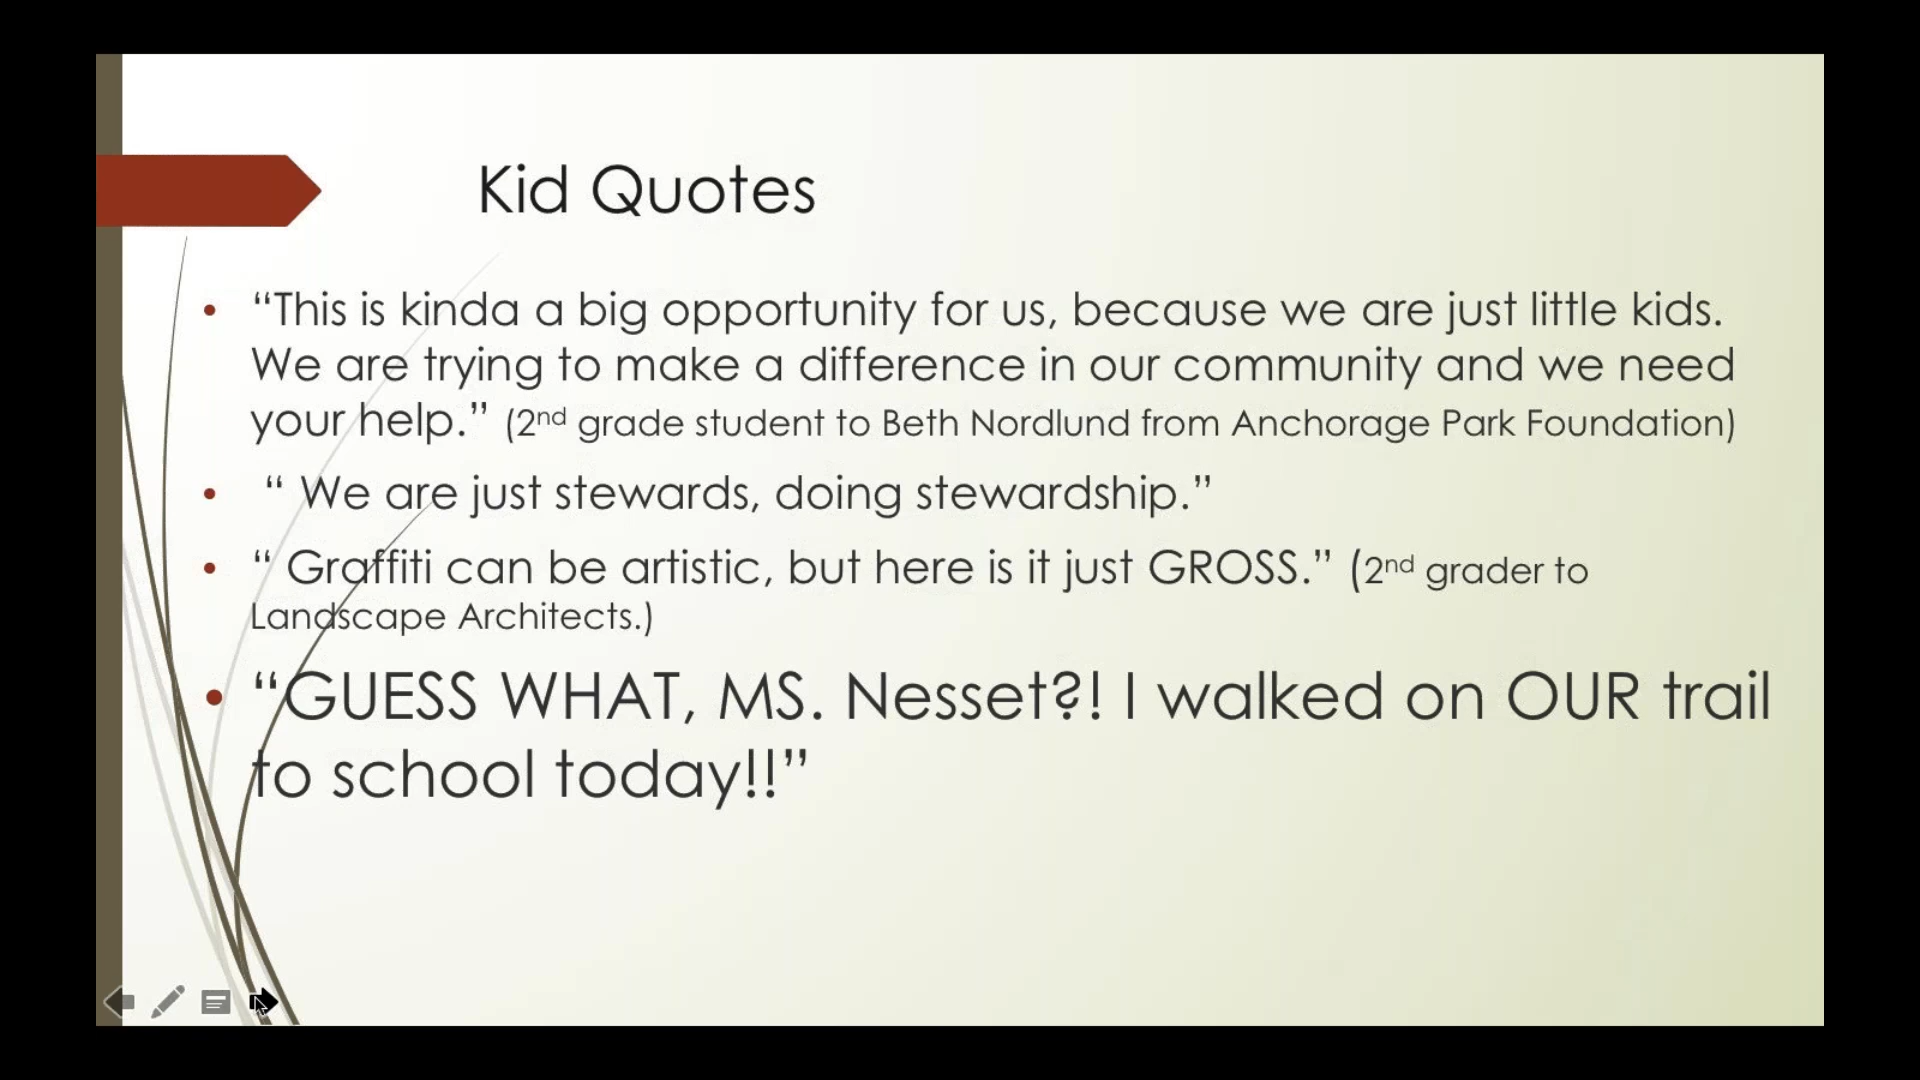 Kid Quotes
• “This is kinda a big opportunity for us, because we are just little kids.
We are trying to make a difference in our community and we need
your help.” (2nd grade student to Beth Nordlund from Anchorage Park Foundation)
• “ We are just stewards, doing stewardship.”
• “ Graffiti can be artistic, but here is it just GROSS.” (2nd grader to
Landscape Architects.)
• “GUESS WHAT, MS. Nesset?! I walked on OUR trail
to school today!!”